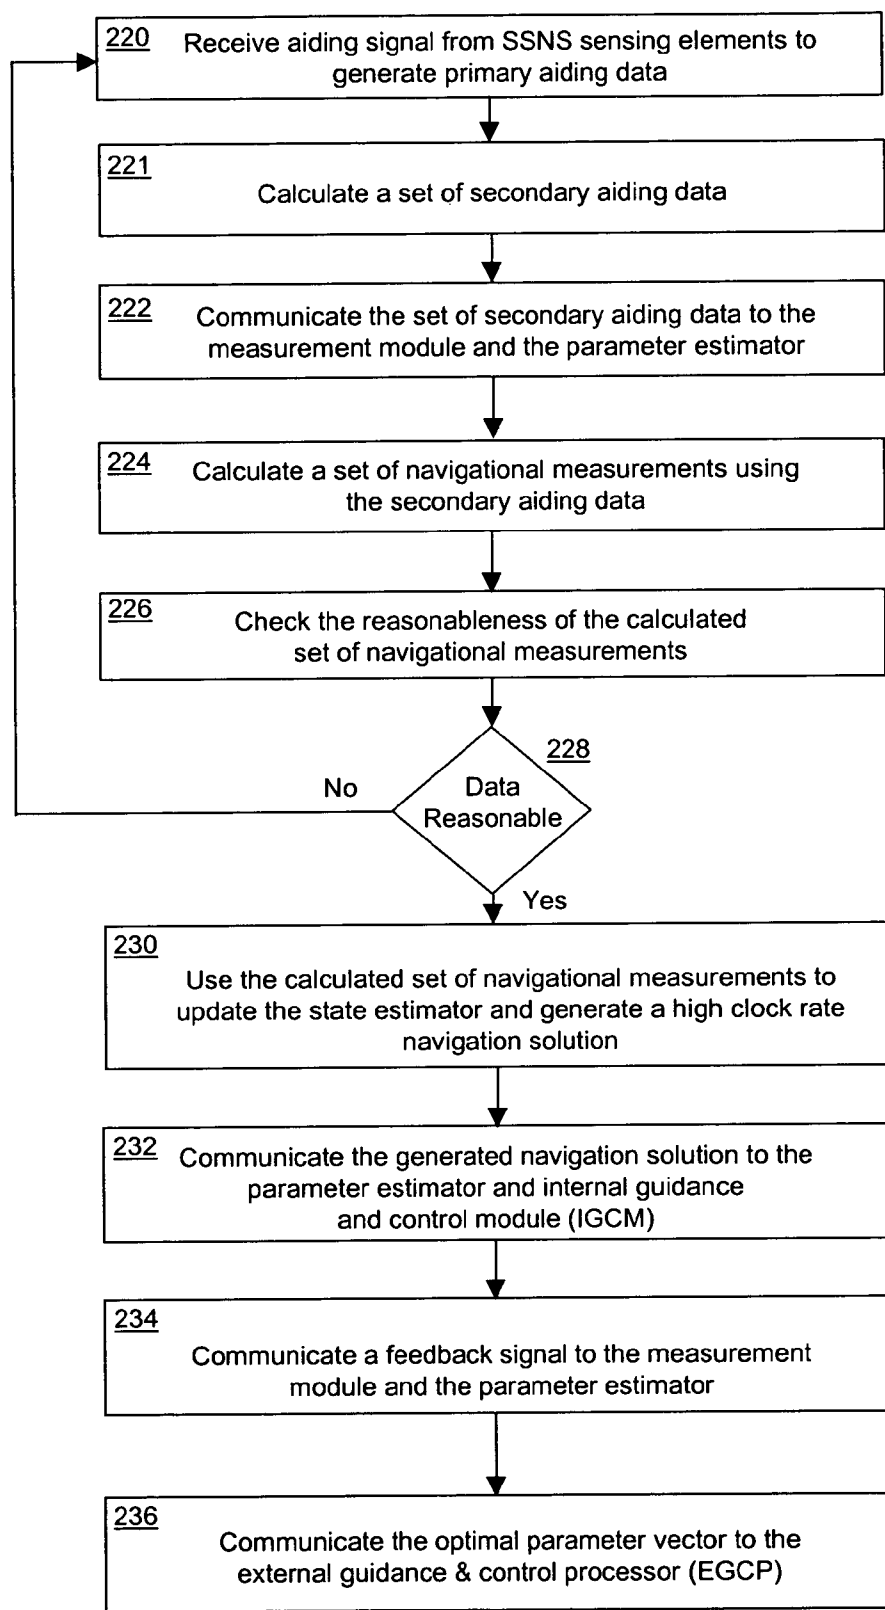 220 Receive aiding signal from SSNS sensing elements to
generate primary aiding data
221
Calculate a set of secondary aiding data
222 Communicate the set of secondary aiding data to the
measurement module and the parameter estimator
224 Calculate a set of navigational measurements using
the secondary aiding data
226
Check the reasonableness of the calculated
set of navigational measurements
228
No
Data
Reasonable
Yes
230
Use the calculated set of navigational measurements to
update the state estimator and generate a high clock rate
navigation solution
232 Communicate the generated navigation solution to the
parameter estimator and internal guidance
and control module (IGCM)
234
Communicate a feedback signal to the measurement
module and the parameter estimator
236
Communicate the optimal parameter vector to the
external guidance & control processor (EGCP)